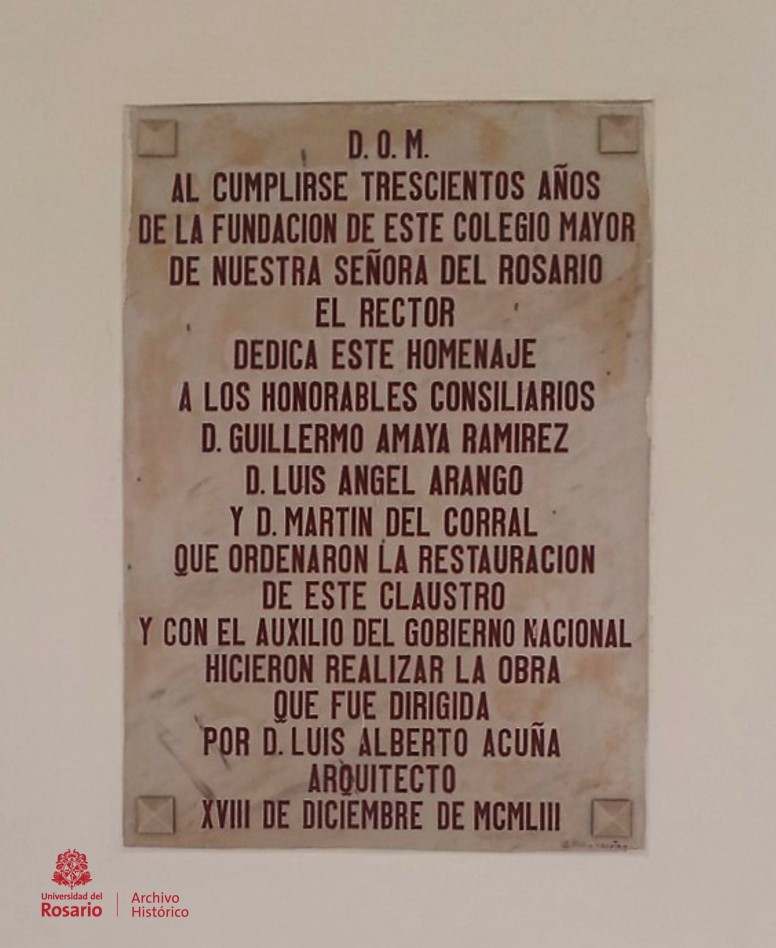 D. O. M.
AL CUMPLIRSE TRESCIENTOS AÑOS
DE LA FUNDACION DE ESTE COLEGIO MAYOR
DE NUESTRA SEÑORA DEL ROSARIO
EL RECTOR
DEDICA ESTE HOMENAJE
A LOS HONORABLES CONSILIARIOS
D. GUILLERMO AMAYA RAMIREZ
D. LUIS ANGEL ARANGO
Y D. MARTIN DEL CORRAL
QUE ORDENARON LA RESTAURACION
DE ESTE CLAUSTRO
Y CON EL AUXILIO DEL GOBIERNO NACIONAL
HICIERON REALIZAR LA OBRA
QUE FUE DIRIGIDA
POR D. LUIS ALBERTO ACUÑA
ARQUITECTO
XVIII DE DICIEMBRE DE MCMLIII
Universidad del
Rosario
Archivo
Histórico